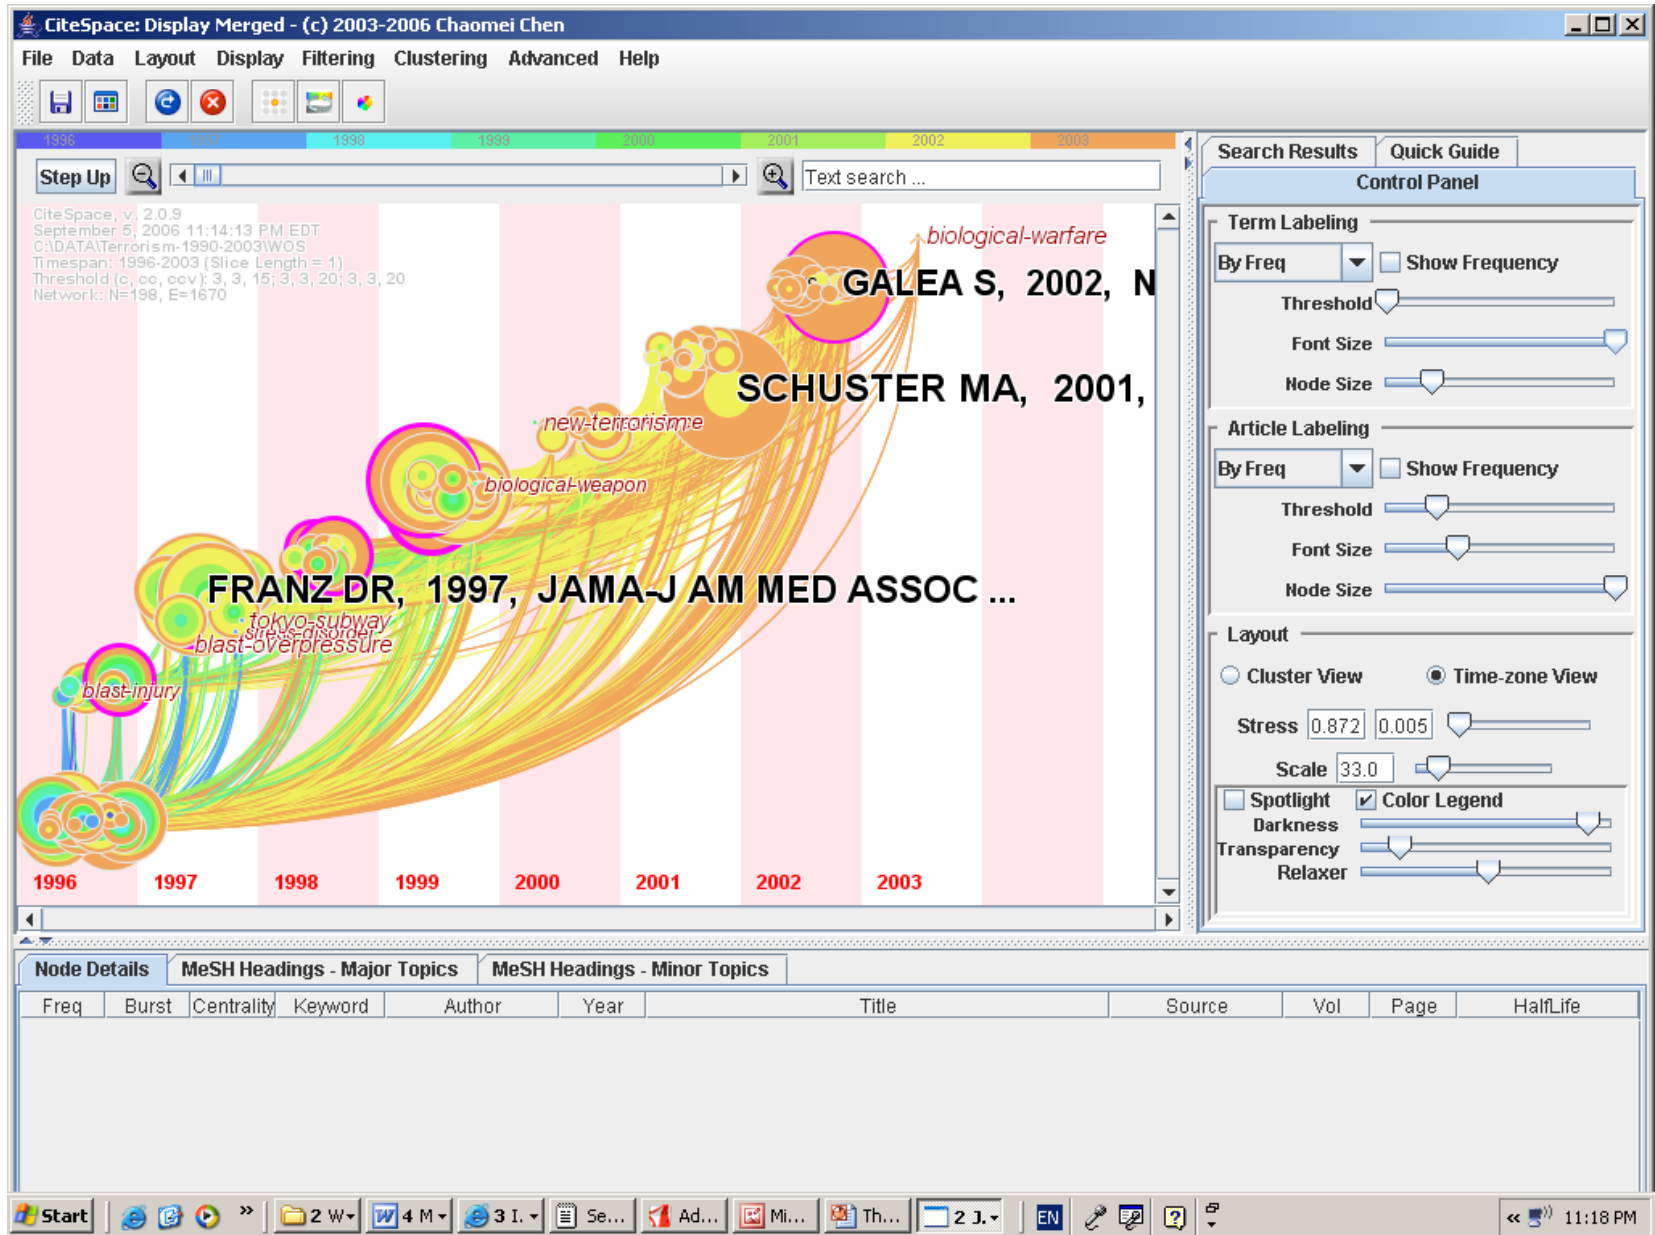 CiteSpace: Display Merged - (c) 2003-2006 Chaomei Chen
File Data Layout Display Filtering Clustering Advanced Help
1996 1997 1998 1999 2000 2001 2002 2003
Step Up Text search ...
CiteSpace, v. 2.0.9
September 5, 2006 11:14:13 PM EDT
C:\DATA\Terrorism-1990-2003\WOS
Timespan: 1996-2003 (Slice Length = 1)
Threshold (c, cc, ccv): 3, 3, 15; 3, 3, 20; 3, 3, 20
Network: N=198, E=1670
biological-warfare
GALEA S, 2002, N
SCHUSTER MA, 2001,
new-terrorism
biological-weapon
FRANZ DR, 1997, JAMA-J AM MED ASSOC ...
tokyo-subway
stress-disorder
blast-overpressure
blast-injury
1996 1997 1998 1999 2000 2001 2002 2003
Search Results Quick Guide
Control Panel
Term Labeling
By Freq Show Frequency
Threshold
Font Size
Node Size
Article Labeling
By Freq Show Frequency
Threshold
Font Size
Node Size
Layout
Cluster View Time-zone View
Stress 0.872 0.005
Scale 33.0
Spotlight Color Legend
Darkness
Transparency
Relaxer
Node Details MeSH Headings - Major Topics MeSH Headings - Minor Topics
Freq Burst Centrality Keyword Author Year Title Source Vol Page HalfLife
Start » 2 W 4 M 3 I. Se... Ad... Mi... Th... 2 J. EN « 11:18 PM